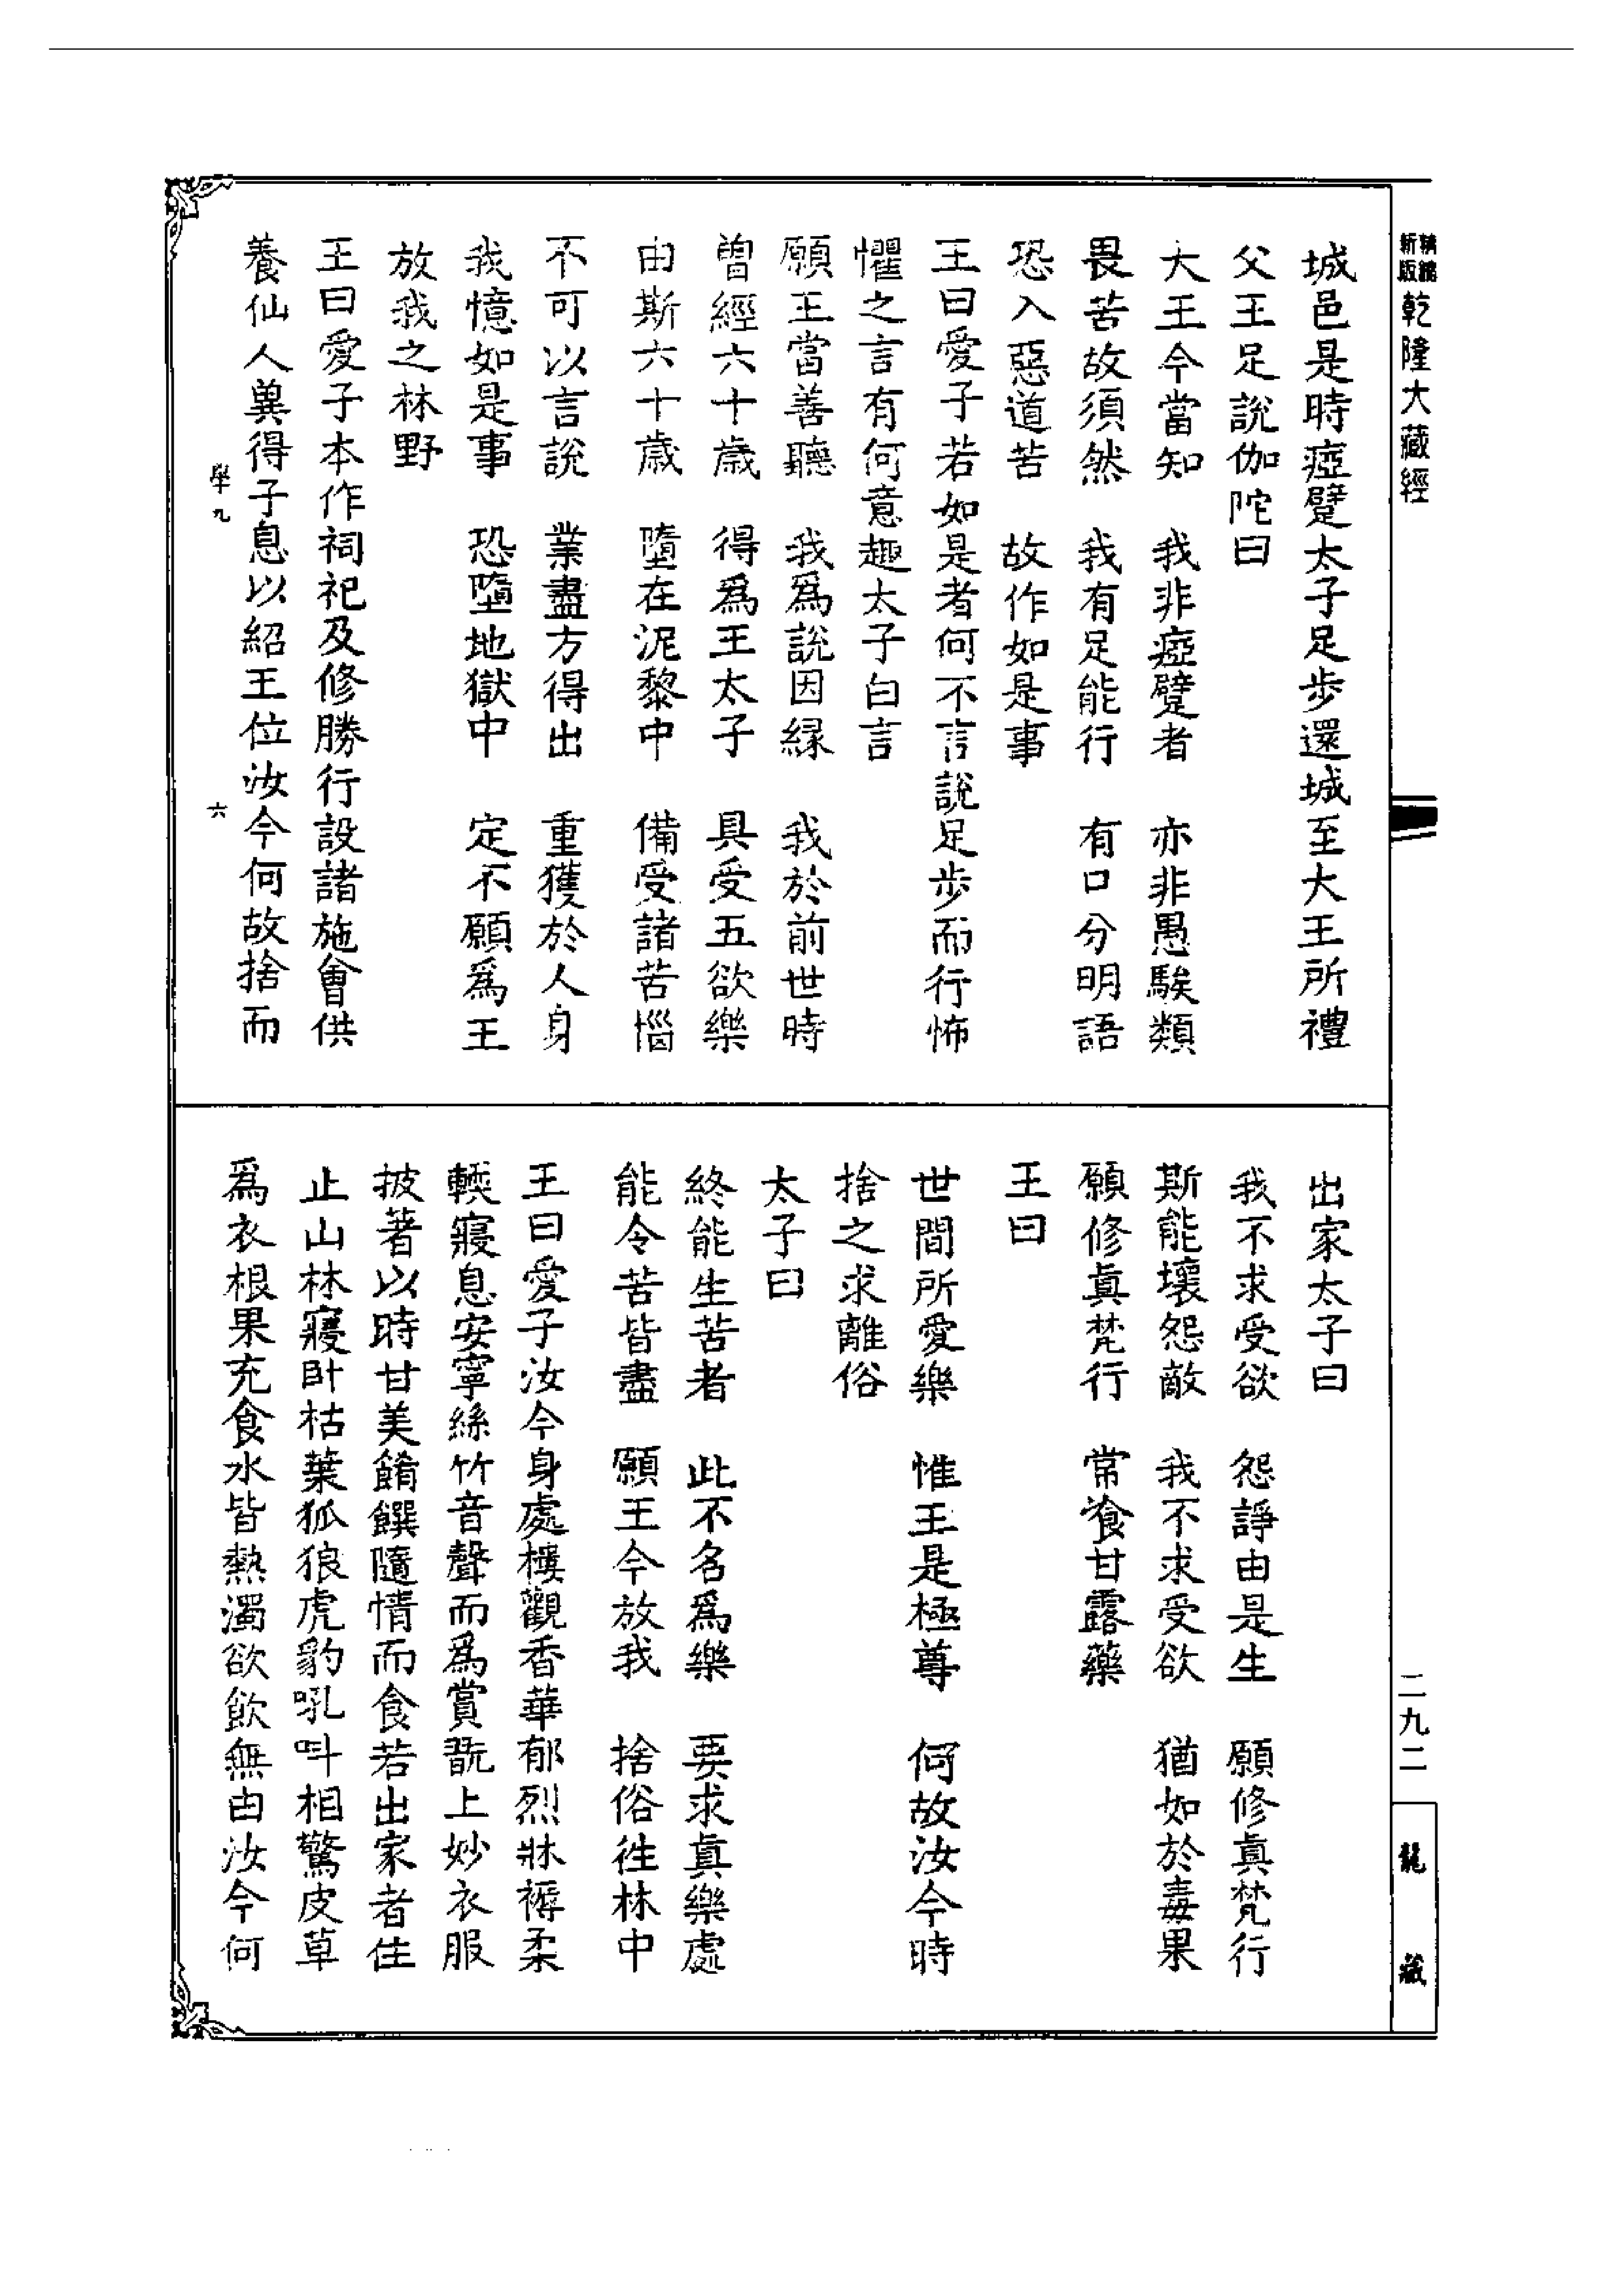 精編新版 乾隆大藏經
城邑是時瘂躄太子足步還城至大王所禮
父王足說伽陀曰
大王今當知　我非瘂躄者　亦非愚騃類
畏苦故須然　我有足能行　有口分明語
恐入惡道苦　故作如是事
王曰愛子若如是者何不言說足步而行怖
懼之言有何意趣太子白言
願王當善聽　我爲說因緣　我於前世時
曾經六十歲　得爲王太子　具受五欲樂
由斯六十歲　墮在泥黎中　備受諸苦惱
不可以言說　業盡方得出　重獲於人身
我憶如是事　恐墮地獄中　定不願爲王
放我之林野
王曰愛子本作祠祀及修勝行設諸施會供
養仙人兾得子息以紹王位汝今何故捨而
學九　六
出家太子曰
我不求受欲　怨諍由是生　願修真梵行
斯能壞怨敵　我不求受欲　猶如於毒果
願修真梵行　常飡甘露藥
王曰
世間所愛樂　惟王是極尊　何故汝今時
捨之求離俗
太子曰
終能生苦者　此不名爲樂　要求真樂處
能令苦皆盡　願王今放我　捨俗徃林中
王曰愛子汝今身處樓觀香華郁烈牀褥柔
輭寢息安寧絲竹音聲而爲賞翫上妙衣服
披著以時甘美餚饌隨情而食若出家者住
止山林寢卧枯葉狐狼虎豹吼叫相驚皮草
爲衣根果充食水皆熱濁欲飲無由汝今何
二九二
龍藏